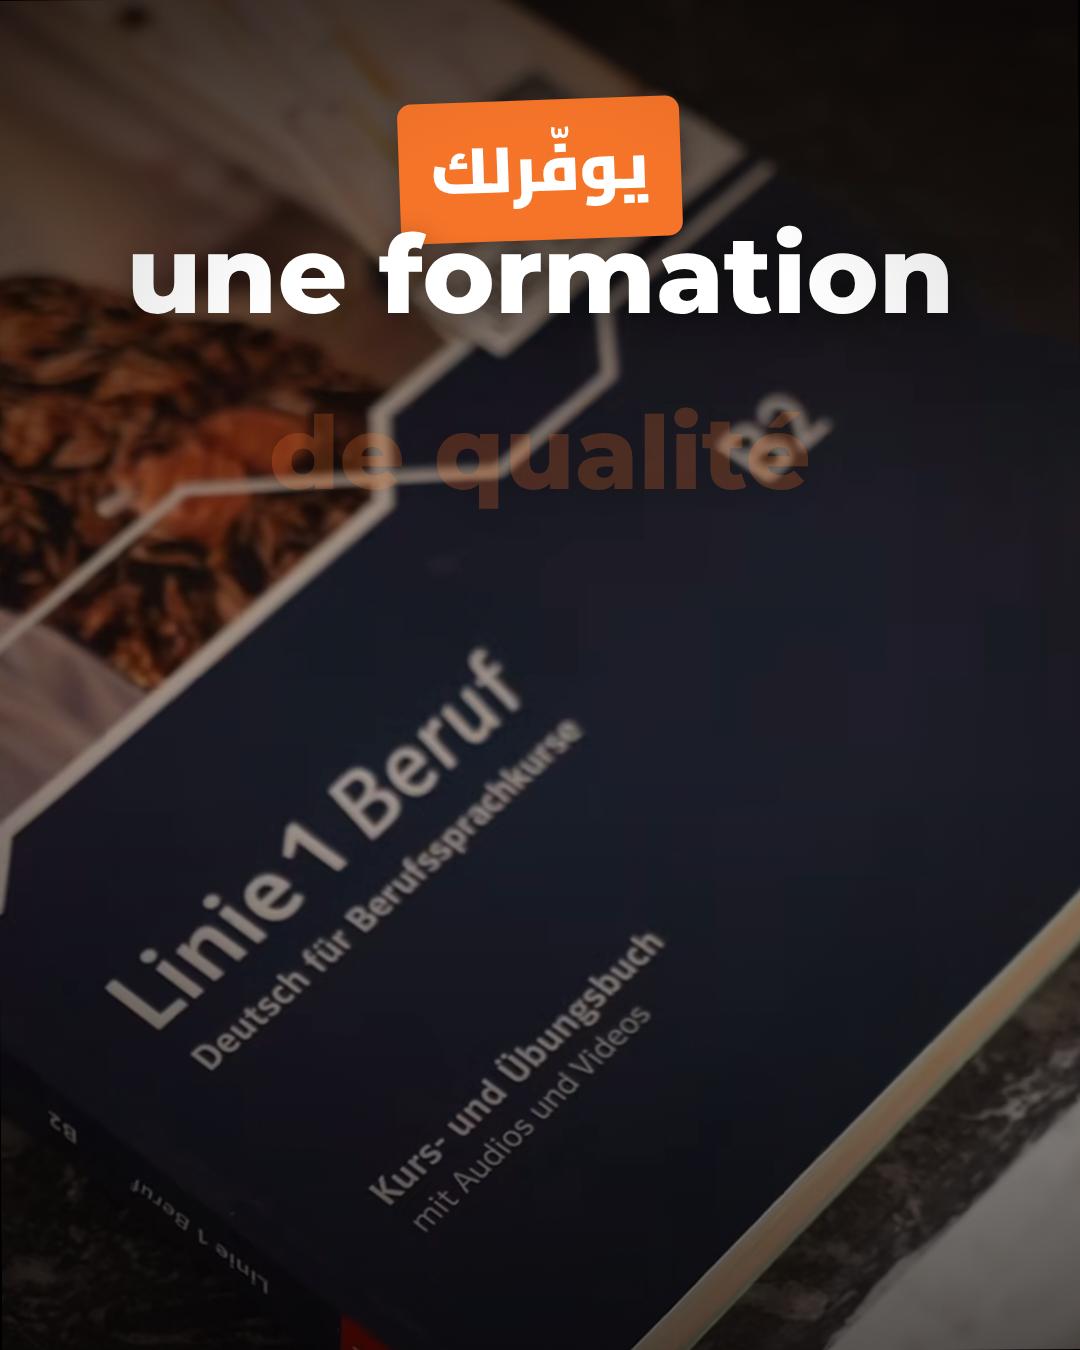 يوفّرلك
une formation
de qualité
B2
Linie 1 Beruf
Deutsch für Berufssprachkurse
Kurs- und Übungsbuch
mit Audios und Videos
B2
Linie 1 Beruf